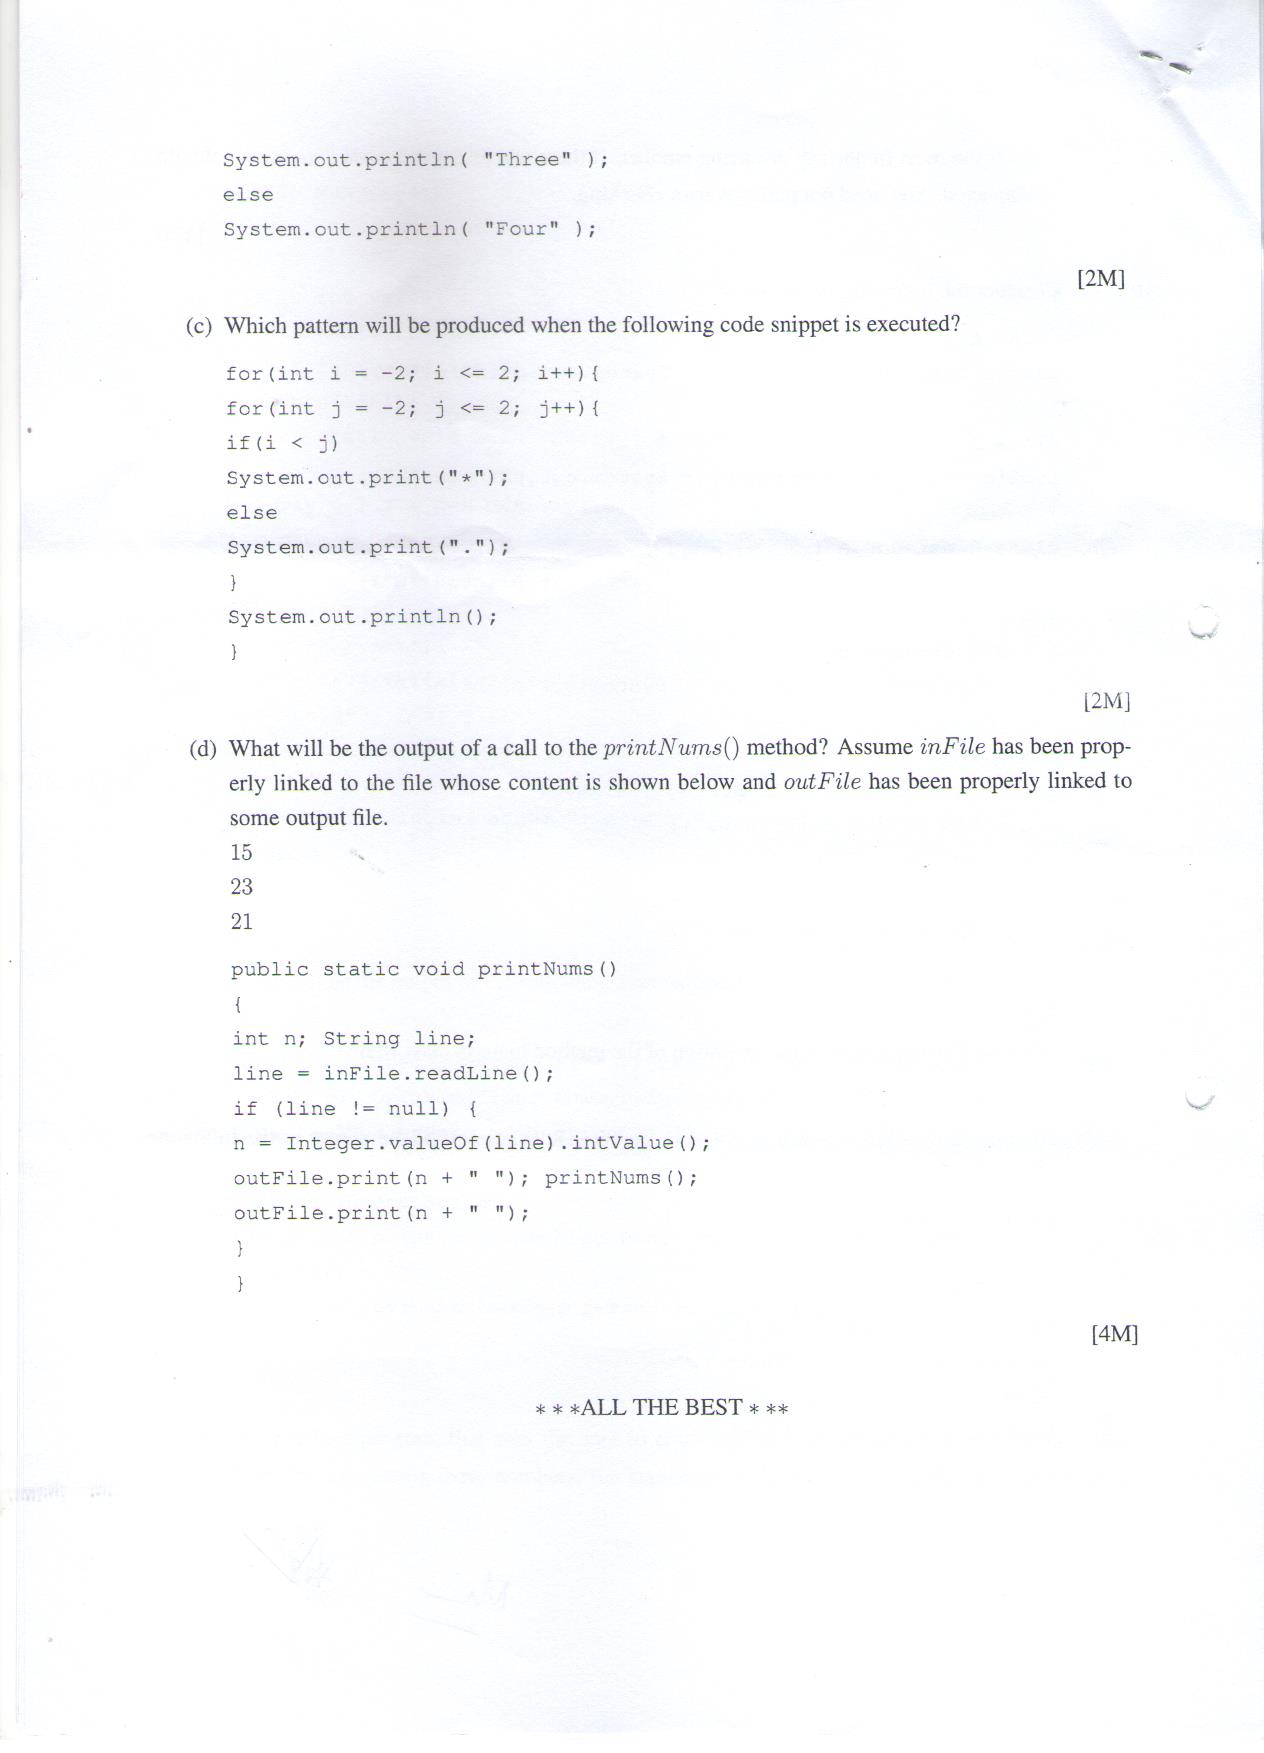 System.out.println( "Three" );
else
System.out.println( "Four" );
[2M]
(c) Which pattern will be produced when the following code snippet is executed?
for(int i = -2; i <= 2; i++){
for(int j = -2; j <= 2; j++){
if(i < j)
System.out.print("*");
else
System.out.print(".");
}
System.out.println();
}
[2M]
(d) What will be the output of a call to the printNums() method? Assume inFile has been prop-
erly linked to the file whose content is shown below and outFile has been properly linked to
some output file.
15
23
21
public static void printNums()
{
int n; String line;
line = inFile.readLine();
if (line != null) {
n = Integer.valueOf(line).intValue();
outFile.print(n + " "); printNums();
outFile.print(n + " ");
}
}
[4M]
* * *ALL THE BEST * **